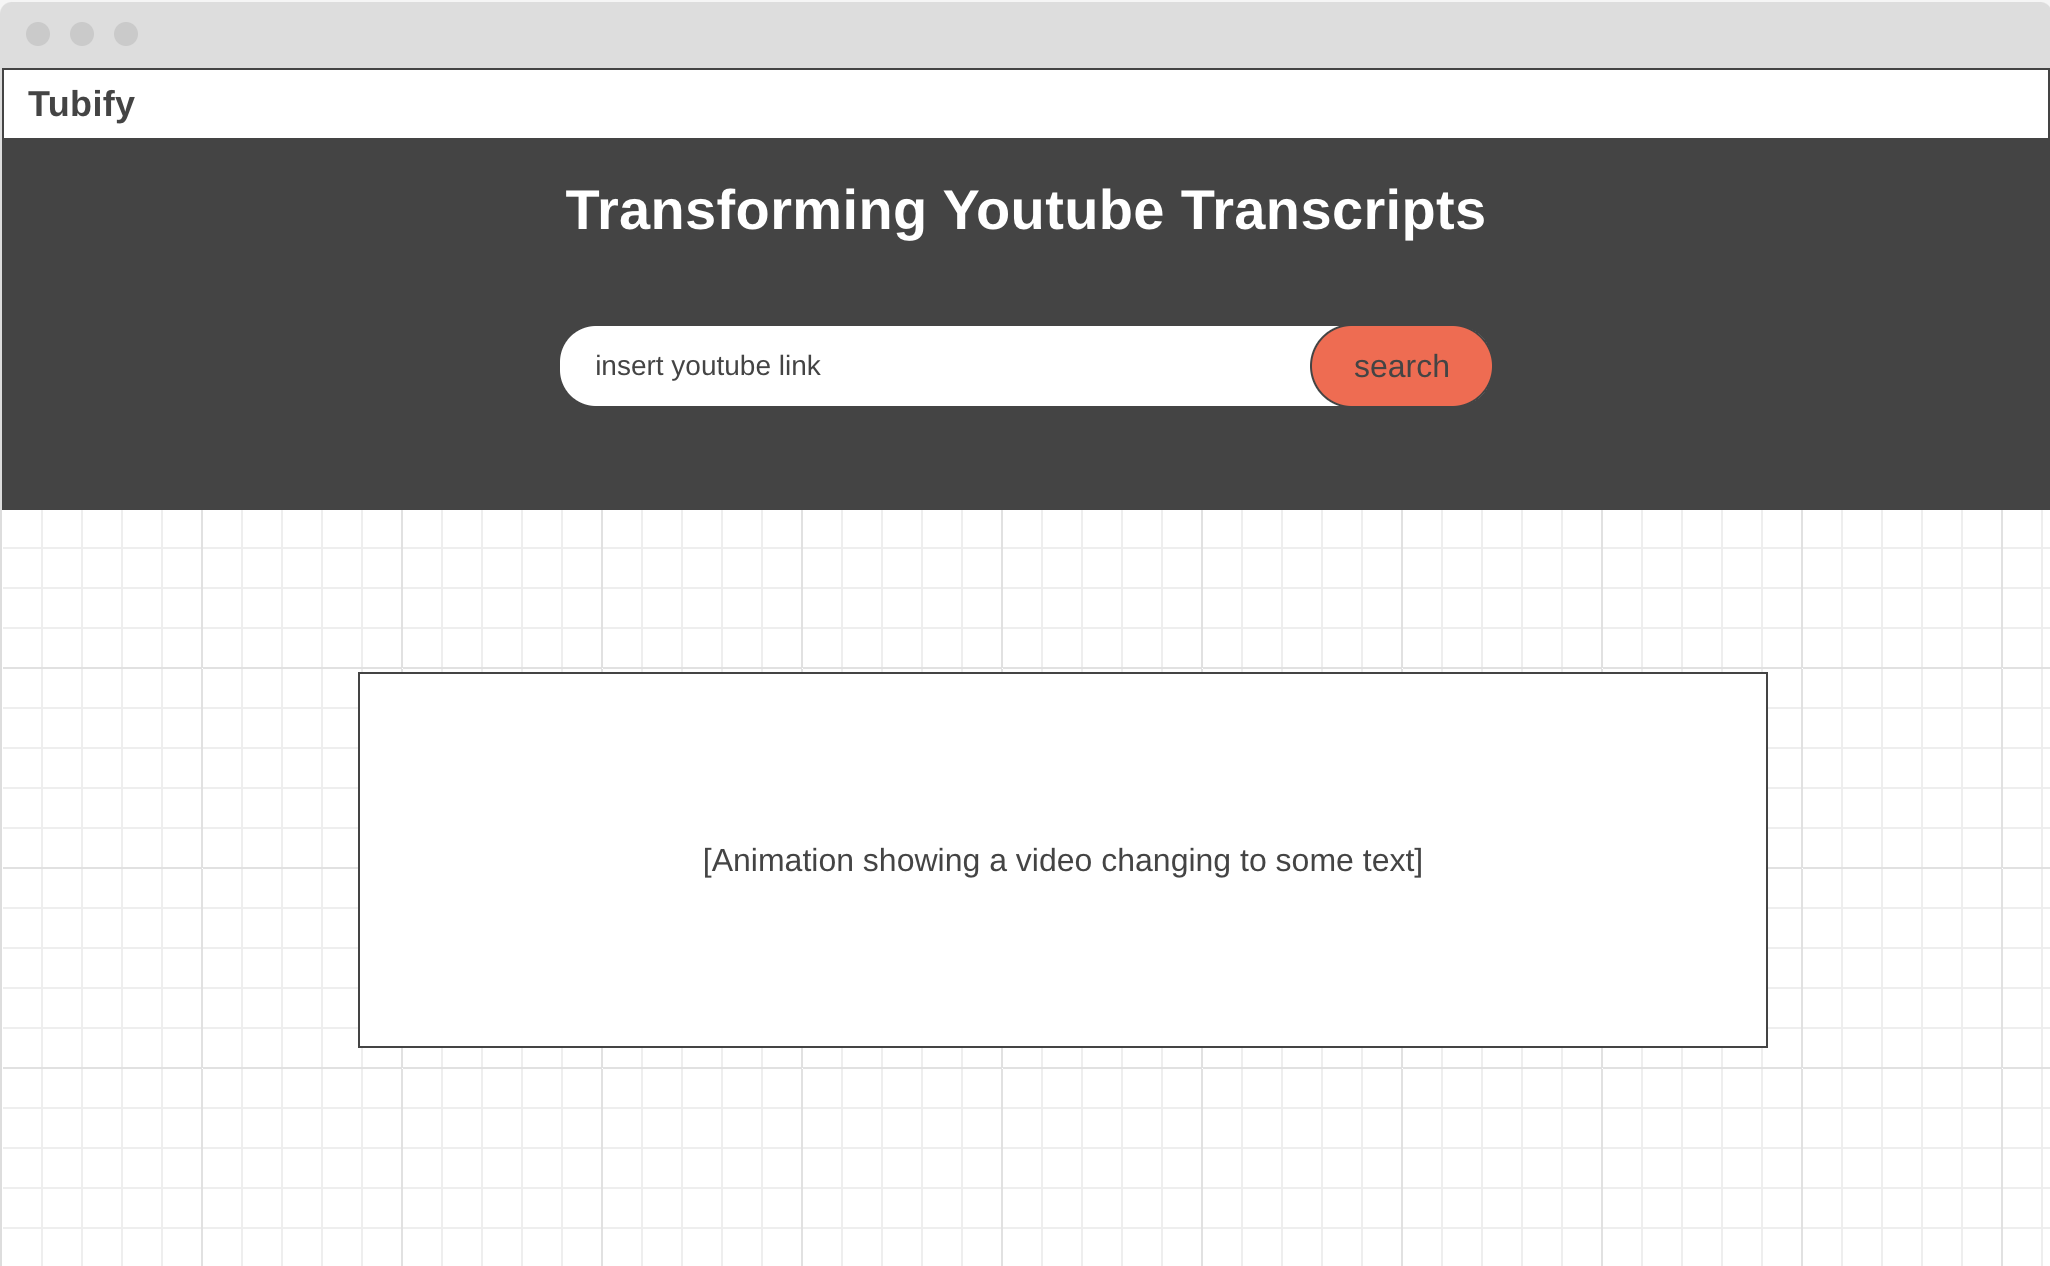 Tubify
Transforming Youtube Transcripts
insert youtube link
search
[Animation showing a video changing to some text]